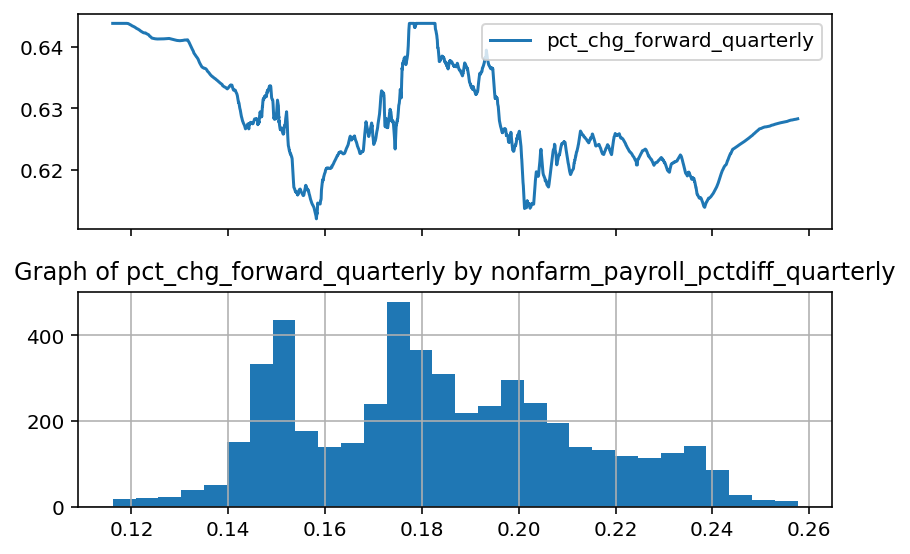 0.64
0.63
0.62
pct_chg_forward_quarterly
Graph of pct_chg_forward_quarterly by nonfarm_payroll_pctdiff_quarterly
400
200
0
0.12 0.14 0.16 0.18 0.20 0.22 0.24 0.26